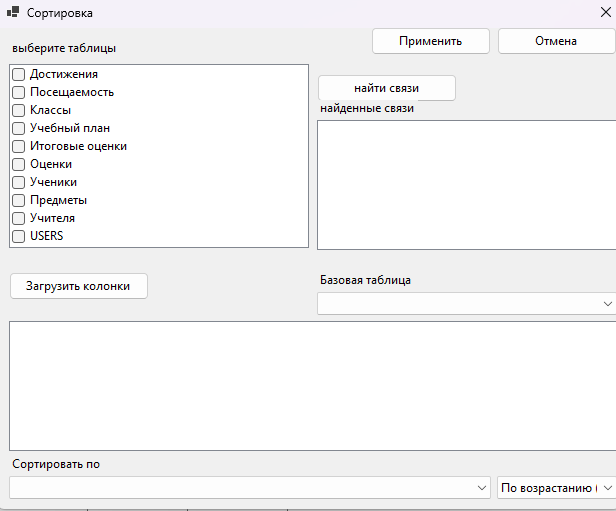 Сортировка
Применить
Отмена
выберите таблицы
Достижения
Посещаемость
Классы
Учебный план
Итоговые оценки
Оценки
Ученики
Предметы
Учителя
USERS
найти связи
найденные связи
Загрузить колонки
Базовая таблица
Сортировать по
По возрастанию (